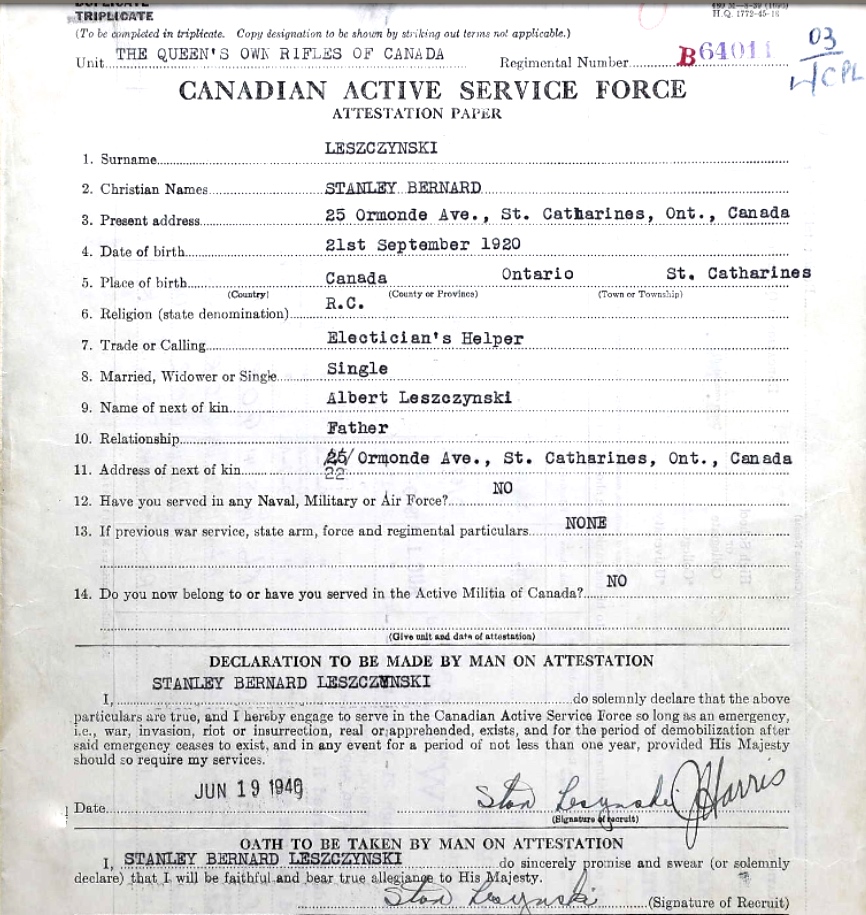 TRIPLICATE
H.Q. 1772-45-16
(To be completed in triplicate. Copy designation to be shown by striking out terms not applicable.)
03
Unit THE QUEEN'S OWN RIFLES OF CANADA Regimental Number B64011
L/CPL
CANADIAN ACTIVE SERVICE FORCE
ATTESTATION PAPER
1. Surname LESZCZYNSKI
2. Christian Names STANLEY BERNARD
3. Present address 25 Ormonde Ave., St. Catharines, Ont., Canada
4. Date of birth 21st September 1920
5. Place of birth Canada Ontario St. Catharines
(Country) (County or Province) (Town or Township)
6. Religion (state denomination) R.C.
7. Trade or Calling Electician's Helper
8. Married, Widower or Single Single
9. Name of next of kin Albert Leszczynski
10. Relationship Father
11. Address of next of kin 25/ Ormonde Ave., St. Catharines, Ont., Canada
22
12. Have you served in any Naval, Military or Air Force? NO
13. If previous war service, state arm, force and regimental particulars NONE
14. Do you now belong to or have you served in the Active Militia of Canada? NO
(Give unit and date of attestation)
DECLARATION TO BE MADE BY MAN ON ATTESTATION
STANLEY BERNARD LESZCZYNSKI
I, do solemnly declare that the above
particulars are true, and I hereby engage to serve in the Canadian Active Service Force so long as an emergency,
i.e., war, invasion, riot or insurrection, real or apprehended, exists, and for the period of demobilization after
said emergency ceases to exist, and in any event for a period of not less than one year, provided His Majesty
should so require my services.
Date JUN 19 1940 Stan Lesynski J Harris
(Signature of recruit)
OATH TO BE TAKEN BY MAN ON ATTESTATION
I, STANLEY BERNARD LESZCZYNSKI do sincerely promise and swear (or solemnly
declare) that I will be faithful and bear true allegiance to His Majesty.
Stan Lesynski (Signature of Recruit)